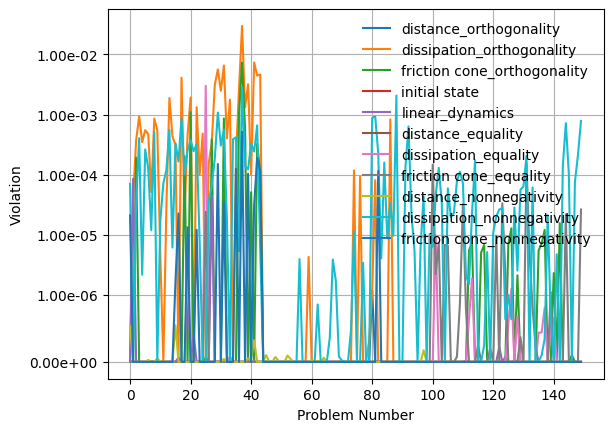 distance_orthogonality
dissipation_orthogonality
friction cone_orthogonality
initial state
linear_dynamics
distance_equality
dissipation_equality
friction cone_equality
distance_nonnegativity
dissipation_nonnegativity
friction cone_nonnegativity
Violation
1.00e-02
1.00e-03
1.00e-04
1.00e-05
1.00e-06
0.00e+00
0 20 40 60 80 100 120 140
Problem Number